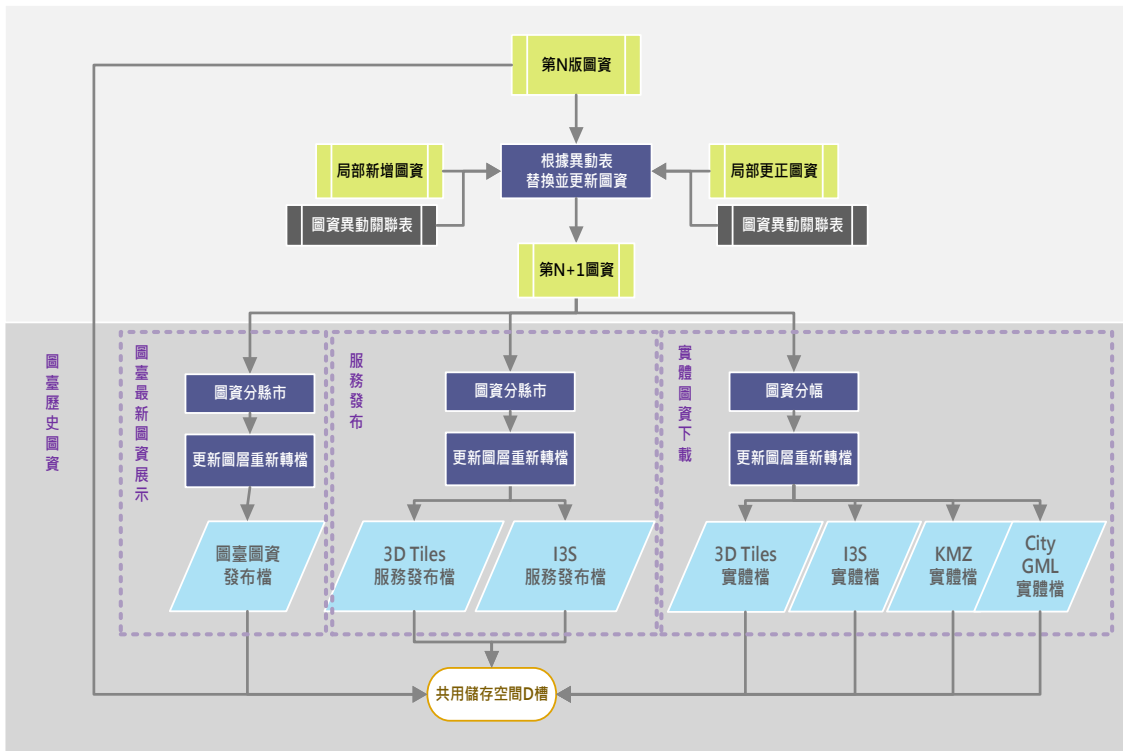 第N版圖資
根據異動表
替換並更新圖資
局部新增圖資
圖資異動關聯表
局部更正圖資
圖資異動關聯表
第N+1圖資
圖臺歷史圖資
圖臺最新圖資展示
圖資分縣市
更新圖層重新轉檔
圖臺圖資
發布檔
服務發布
圖資分縣市
更新圖層重新轉檔
3D Tiles
服務發布檔
I3S
服務發布檔
實體圖資下載
圖資分幅
更新圖層重新轉檔
3D Tiles
實體檔
I3S
實體檔
KMZ
實體檔
City
GML
實體檔
共用儲存空間D槽